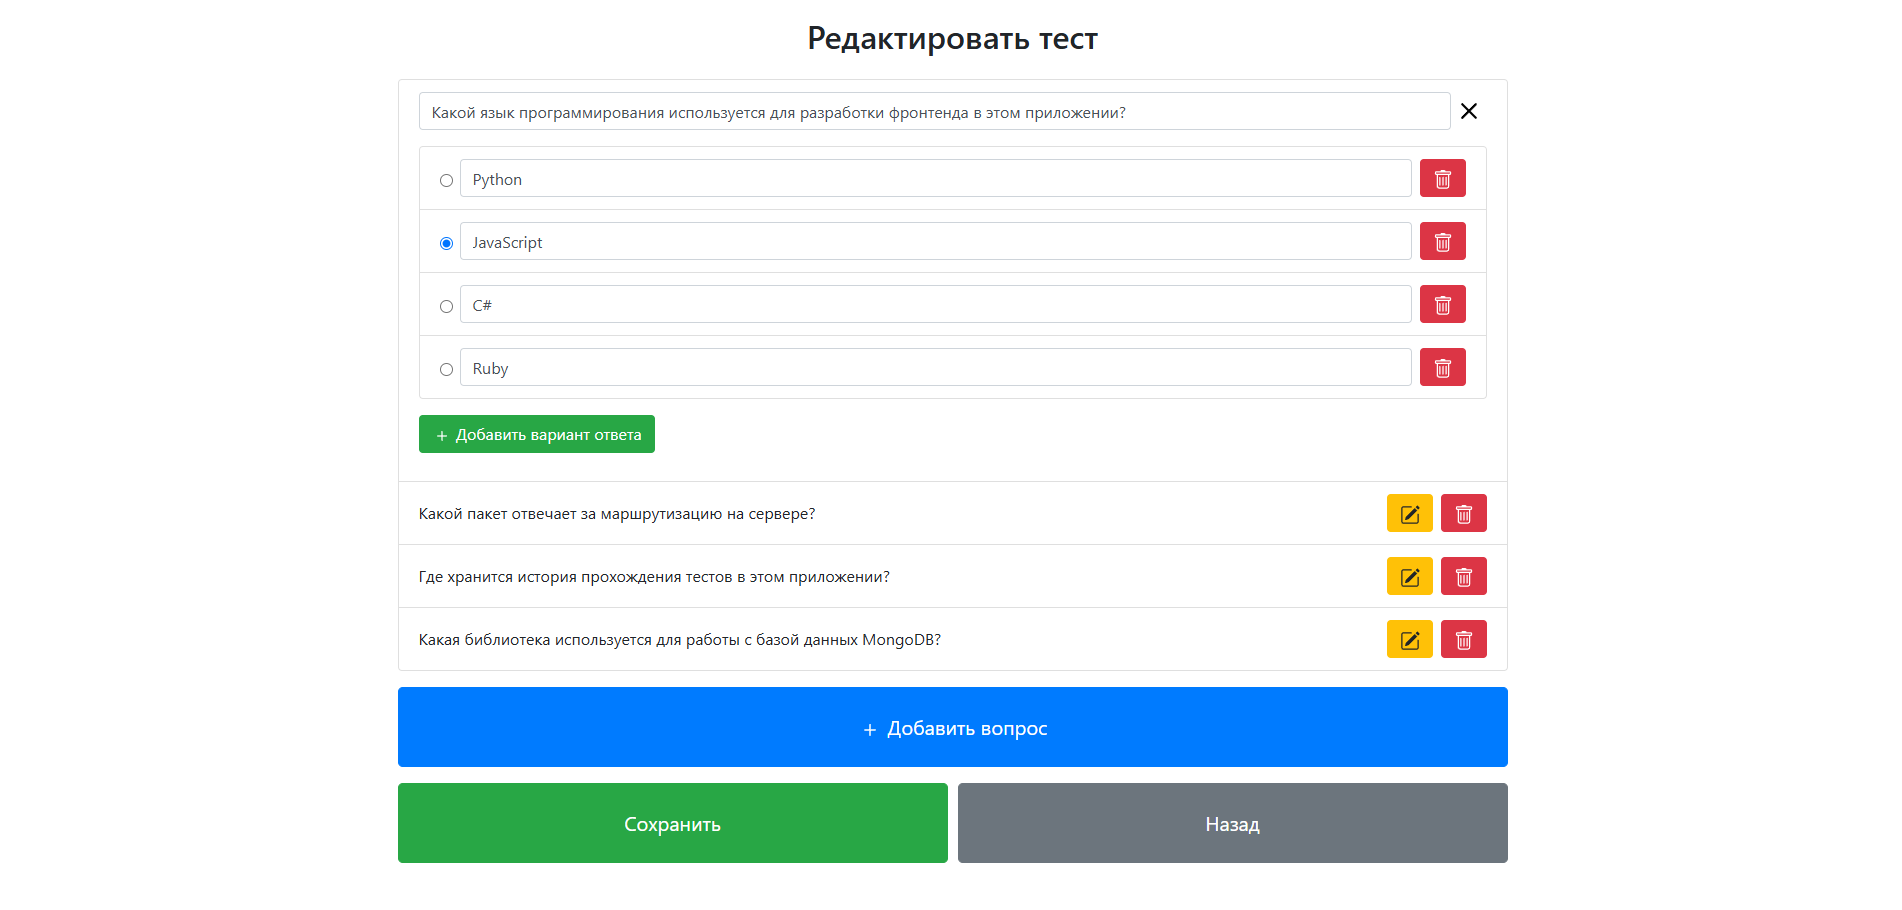 Редактировать тест
Какой язык программирования используется для разработки фронтенда в этом приложении?
Python
JavaScript
C#
Ruby
+ Добавить вариант ответа
Какой пакет отвечает за маршрутизацию на сервере?
Где хранится история прохождения тестов в этом приложении?
Какая библиотека используется для работы с базой данных MongoDB?
+ Добавить вопрос
Сохранить
Назад